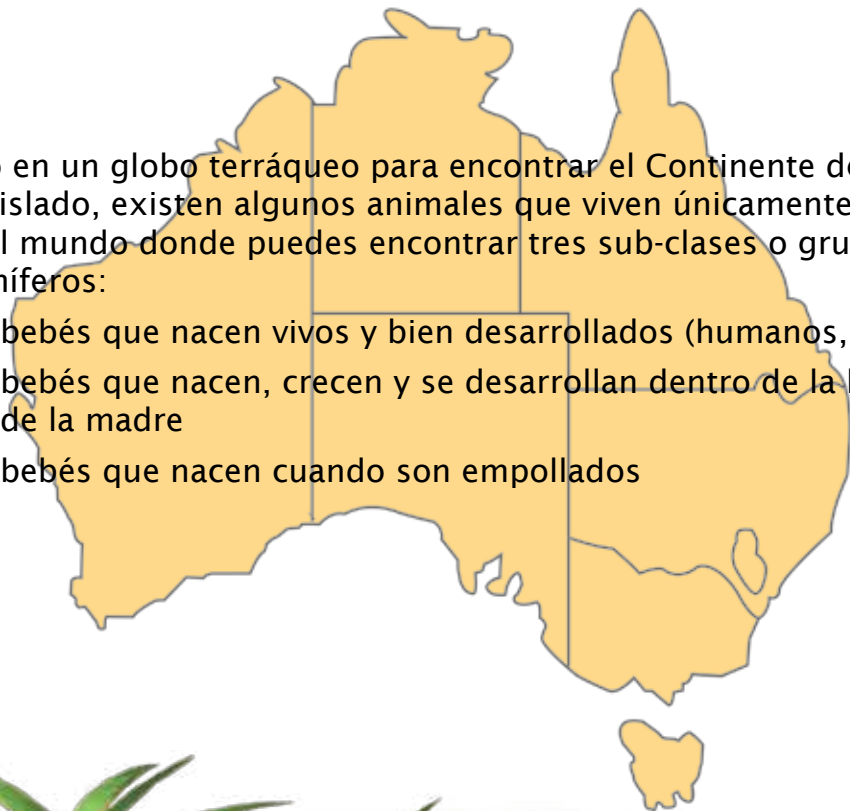 en un globo terráqueo para encontrar el Continente
islado, existen algunos animales que viven únicamente
l mundo donde puedes encontrar tres sub-clases o gru
míferos:
bebés que nacen vivos y bien desarrollados (humanos,
bebés que nacen, crecen y se desarrollan dentro de la
de la madre
bebés que nacen cuando son empollados